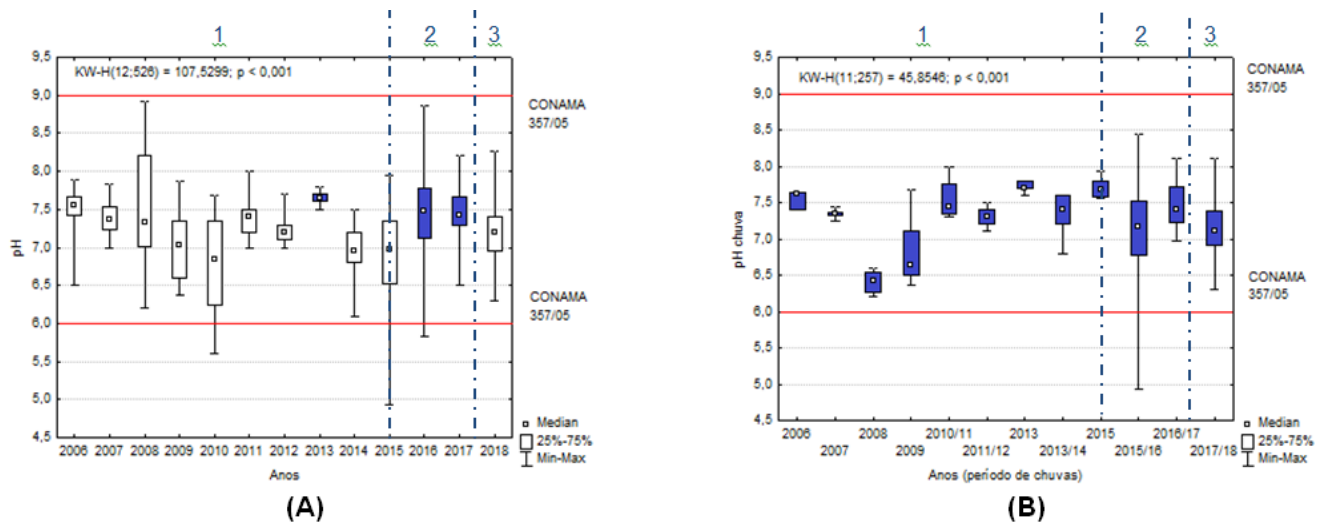 1 2 3
9,5
KW-H(12;526) = 107,5299; p < 0,001
9,0
CONAMA
357/05
8,5
8,0
7,5
pH
7,0
6,5
CONAMA
357/05
6,0
5,5
5,0
4,5
2006 2007 2008 2009 2010 2011 2012 2013 2014 2015 2016 2017 2018
Anos
Median
25%-75%
Min-Max
(A)
1 2 3
9,5
KW-H(11;257) = 45,8546; p < 0,001
9,0
CONAMA
357/05
8,5
8,0
7,5
pH chuva
7,0
6,5
CONAMA
357/05
6,0
5,5
5,0
4,5
2006 2008 2010/11 2013 2015 2016/17
2007 2009 2011/12 2013/14 2015/16 2017/18
Anos (período de chuvas)
Median
25%-75%
Min-Max
(B)